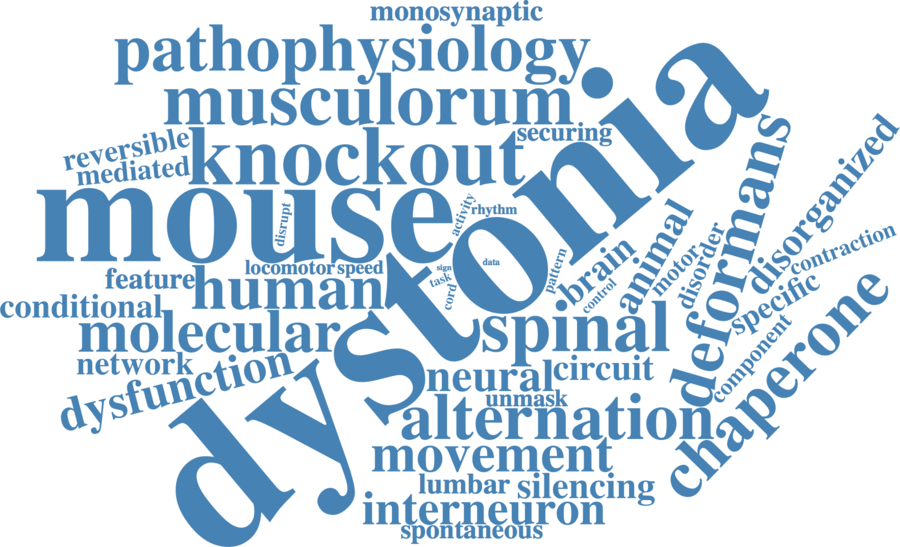 monosynaptic
pathophysiology
musculorum
securing
reversible
mediated
knockout
mouse
disrupt
activity
rhythm
dystonia
deformans
disorganized
contraction
feature
locomotor
speed
sign
task
data
cord
pattern
brain
control
animal
motor
disorder
specific
component
chaperone
conditional
human
molecular
spinal
network
dysfunction
neural
circuit
unmask
alternation
movement
lumbar
silencing
interneuron
spontaneous